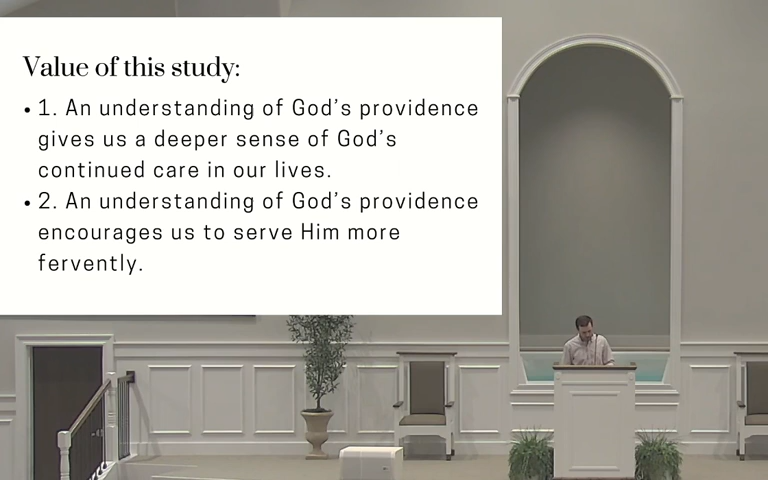 Value of this study:
• 1. An understanding of God's providence
gives us a deeper sense of God's
continued care in our lives.
• 2. An understanding of God's providence
encourages us to serve Him more
fervently.